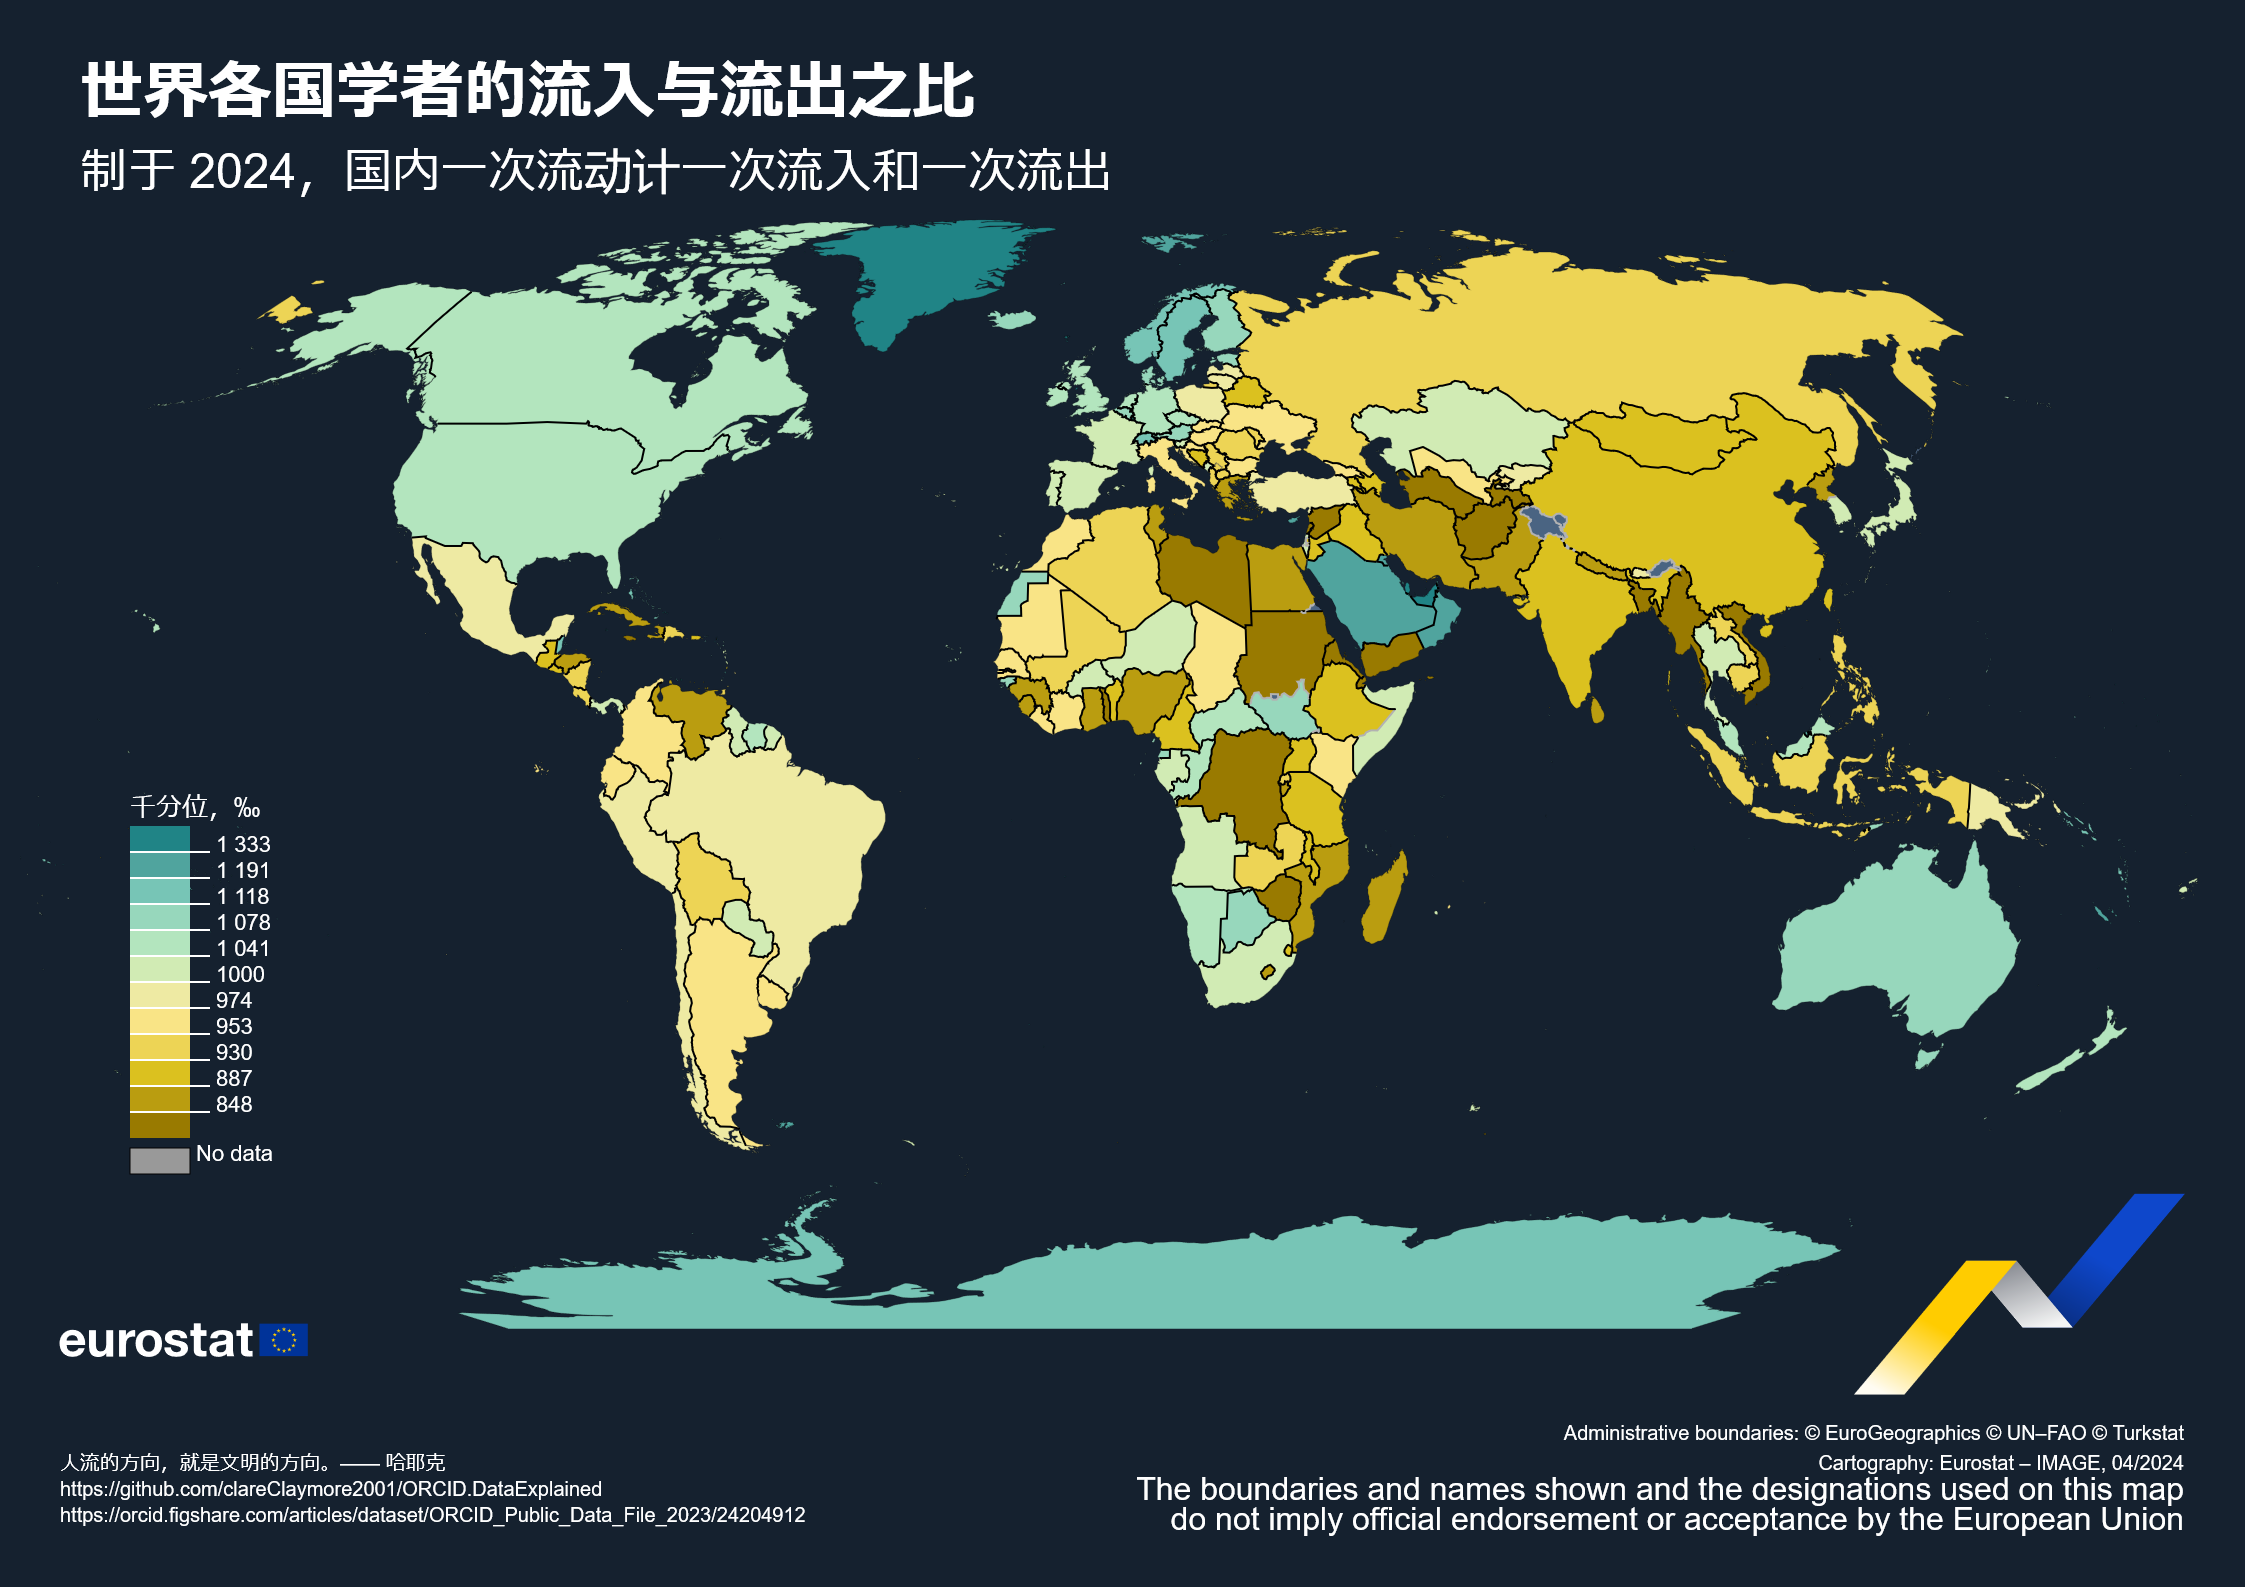 世界各国学者的流入与流出之比
制于 2024，国内一次流动计一次流入和一次流出
千分位，‰
1 333
1 191
1 118
1 078
1 041
1000
974
953
930
887
848
No data
eurostat
人流的方向，就是文明的方向。—— 哈耶克
https://github.com/clareClaymore2001/ORCID.DataExplained
https://orcid.figshare.com/articles/dataset/ORCID_Public_Data_File_2023/24204912
Administrative boundaries: © EuroGeographics © UN–FAO © Turkstat
Cartography: Eurostat – IMAGE, 04/2024
The boundaries and names shown and the designations used on this map
do not imply official endorsement or acceptance by the European Union